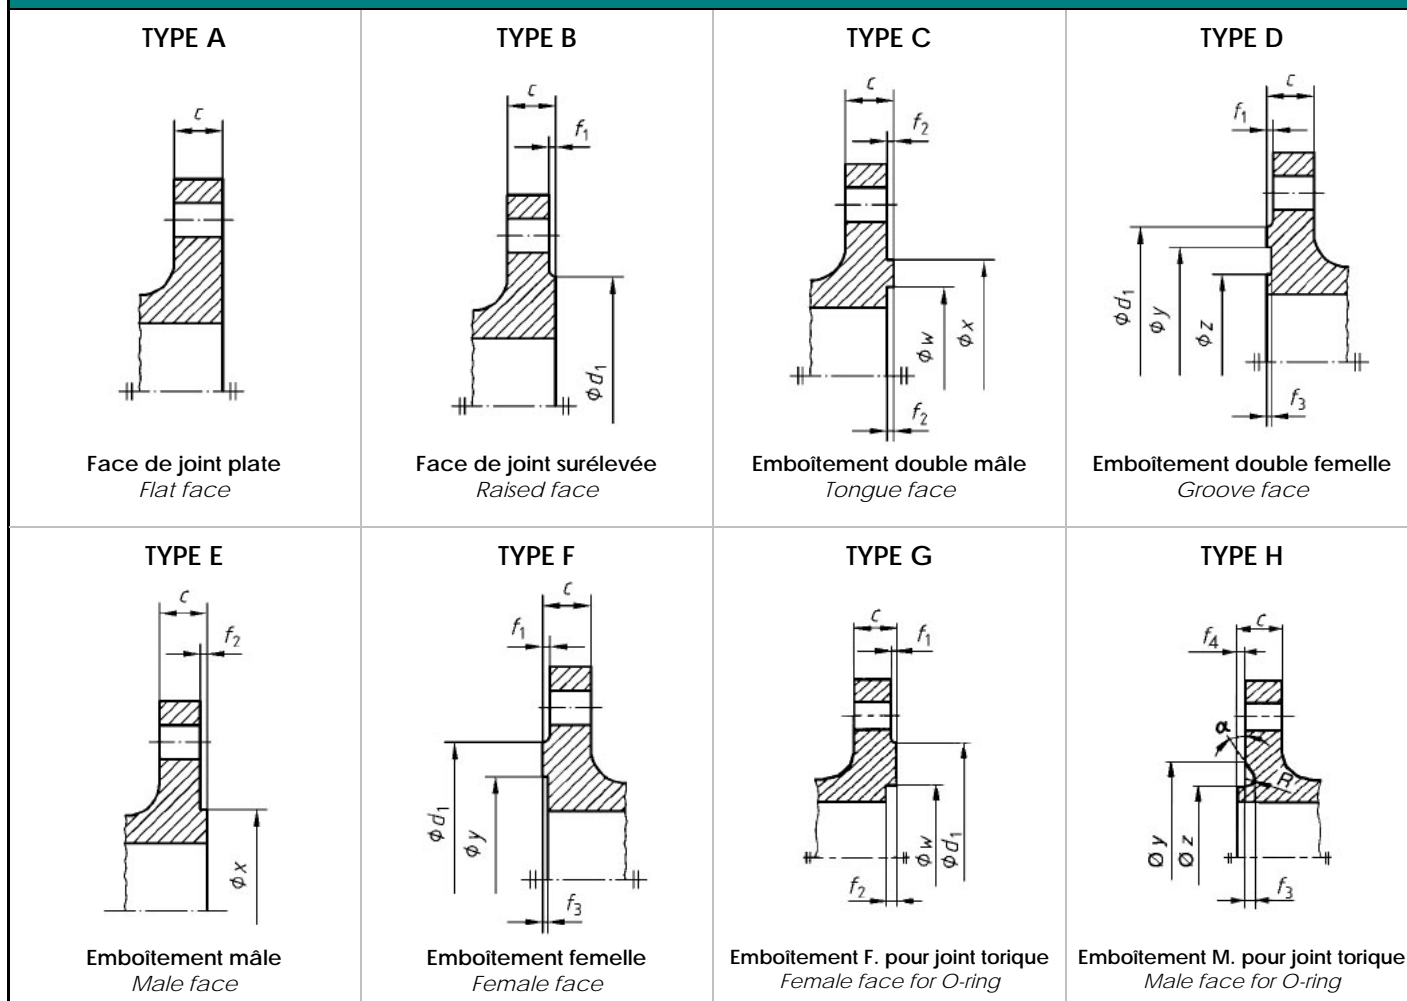 TYPE A
c
Face de joint plate
Flat face
TYPE B
c
f1
Φd1
Face de joint surélevée
Raised face
TYPE C
c
f2
Φw
Φx
f2
Emboîtement double mâle
Tongue face
TYPE D
c
f1
Φd1
Φy
Φz
f3
Emboîtement double femelle
Groove face
TYPE E
c
f2
Φx
Emboîtement mâle
Male face
TYPE F
c
f1
Φd1
Φy
f3
Emboîtement femelle
Female face
TYPE G
c
f1
Φw
Φd1
f2
Emboîtement F. pour joint torique
Female face for O-ring
TYPE H
c
f4
α
R
Øy
Øz
f3
Emboîtement M. pour joint torique
Male face for O-ring